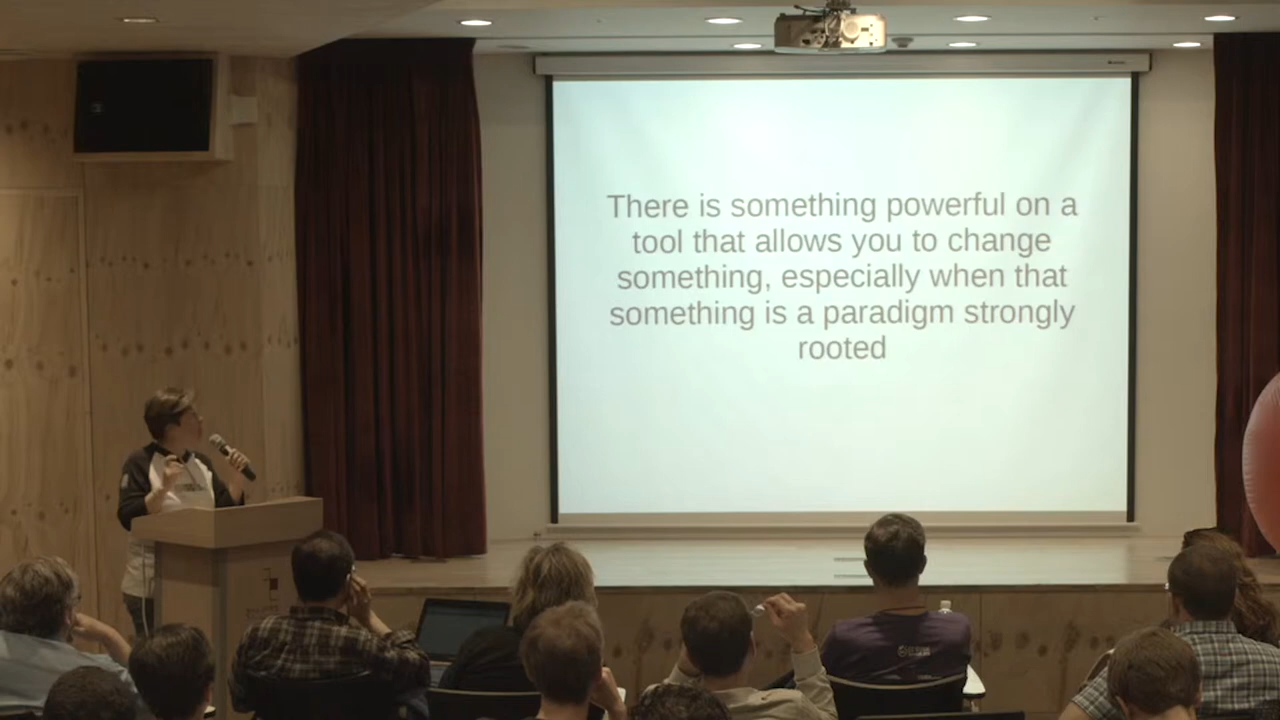 There is something powerful on a
tool that allows you to change
something, especially when that
something is a paradigm strongly
rooted